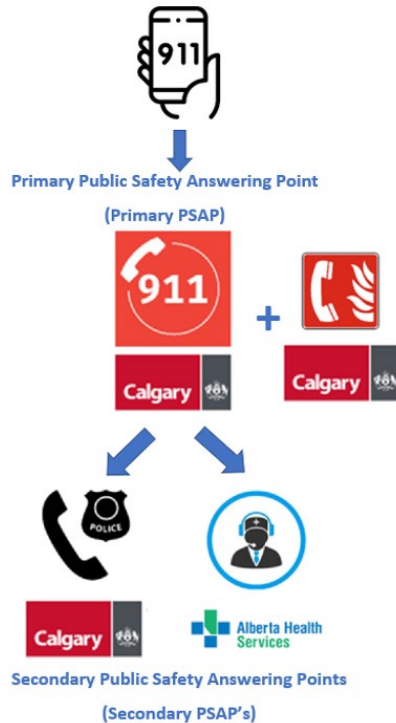 911
Primary Public Safety Answering Point
(Primary PSAP)
911
+
Calgary
Calgary
POLICE
Calgary
Alberta Health
Services
Secondary Public Safety Answering Points
(Secondary PSAP's)